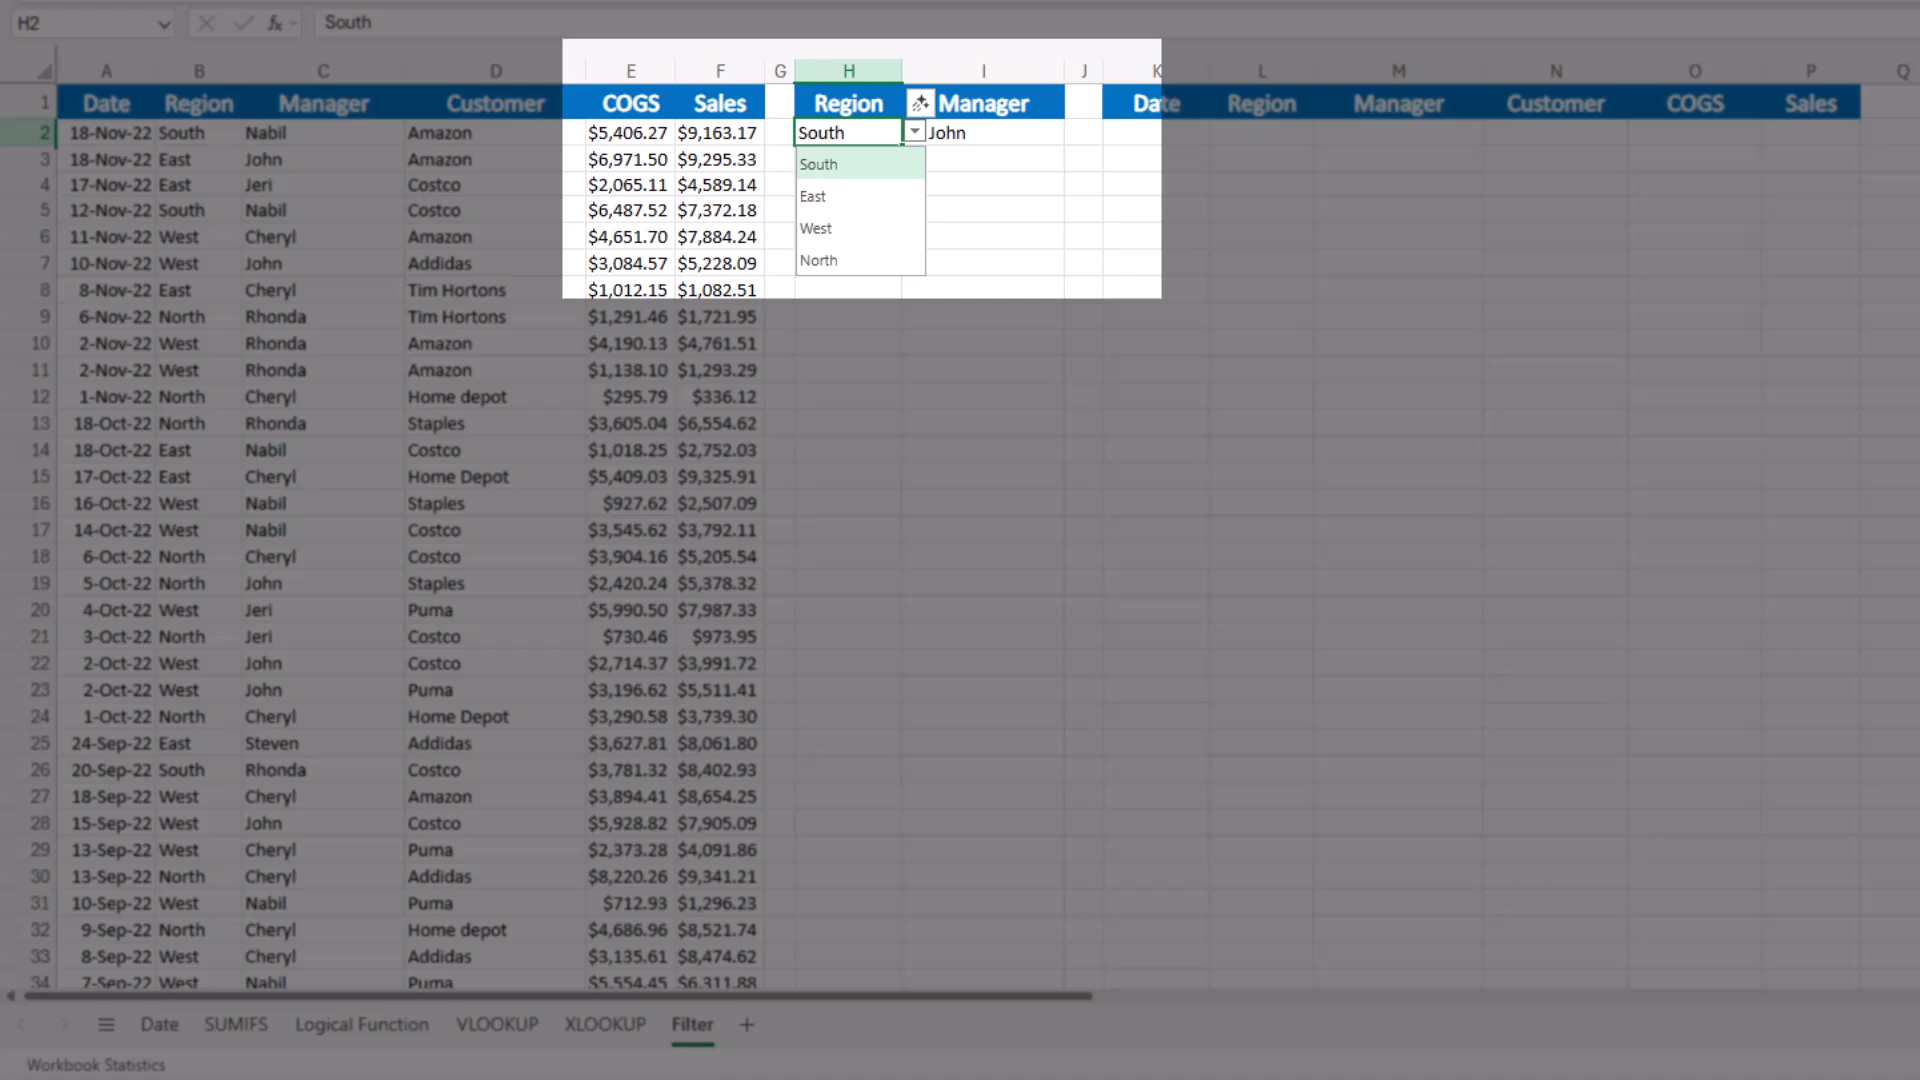 H2 fx South
A B C D E F G H I J K L M N O P Q
1 Date Region Manager Customer COGS Sales Region Manager Date Region Manager Customer COGS Sales
2 18-Nov-22 South Nabil Amazon $5,406.27 $9,163.17 South John
3 18-Nov-22 East John Amazon $6,971.50 $9,295.33
South
4 17-Nov-22 East Jeri Costco $2,065.11 $4,589.14
East
5 12-Nov-22 South Nabil Costco $6,487.52 $7,372.18
West
6 11-Nov-22 West Cheryl Amazon $4,651.70 $7,884.24
North
7 10-Nov-22 West John Addidas $3,084.57 $5,228.09
8 8-Nov-22 East Cheryl Tim Hortons $1,012.15 $1,082.51
9 6-Nov-22 North Rhonda Tim Hortons $1,291.46 $1,721.95
10 2-Nov-22 West Rhonda Amazon $4,190.13 $4,761.51
11 2-Nov-22 West Rhonda Amazon $1,138.10 $1,293.29
12 1-Nov-22 North Cheryl Home depot $295.79 $336.12
13 18-Oct-22 North Rhonda Staples $3,605.04 $6,554.62
14 18-Oct-22 East Nabil Costco $1,018.25 $2,752.03
15 17-Oct-22 East Cheryl Home Depot $5,409.03 $9,325.91
16 16-Oct-22 West Nabil Staples $927.62 $2,507.09
17 14-Oct-22 West Nabil Costco $3,545.62 $3,792.11
18 6-Oct-22 North Cheryl Costco $3,904.16 $5,205.54
19 5-Oct-22 North John Staples $2,420.24 $5,378.32
20 4-Oct-22 West Jeri Puma $5,990.50 $7,987.33
21 3-Oct-22 North Jeri Costco $730.46 $973.95
22 2-Oct-22 West John Costco $2,714.37 $3,991.72
23 2-Oct-22 West John Puma $3,196.62 $5,511.41
24 1-Oct-22 North Cheryl Home Depot $3,290.58 $3,739.30
25 24-Sep-22 East Steven Addidas $3,627.81 $8,061.80
26 20-Sep-22 South Rhonda Costco $3,781.32 $8,402.93
27 18-Sep-22 West Cheryl Amazon $3,894.41 $8,654.25
28 15-Sep-22 West John Costco $5,928.82 $7,905.09
29 13-Sep-22 West Cheryl Puma $2,373.28 $4,091.86
30 13-Sep-22 North Cheryl Addidas $8,220.26 $9,341.21
31 10-Sep-22 West Nabil Puma $712.93 $1,296.23
32 9-Sep-22 North Cheryl Home depot $4,686.96 $8,521.74
33 8-Sep-22 West Cheryl Addidas $3,135.61 $8,474.62
34 7-Sep-22 West Nabil Puma $5,554.45 $6,311.88
Date SUMIFS Logical Function VLOOKUP XLOOKUP Filter +
Workbook Statistics